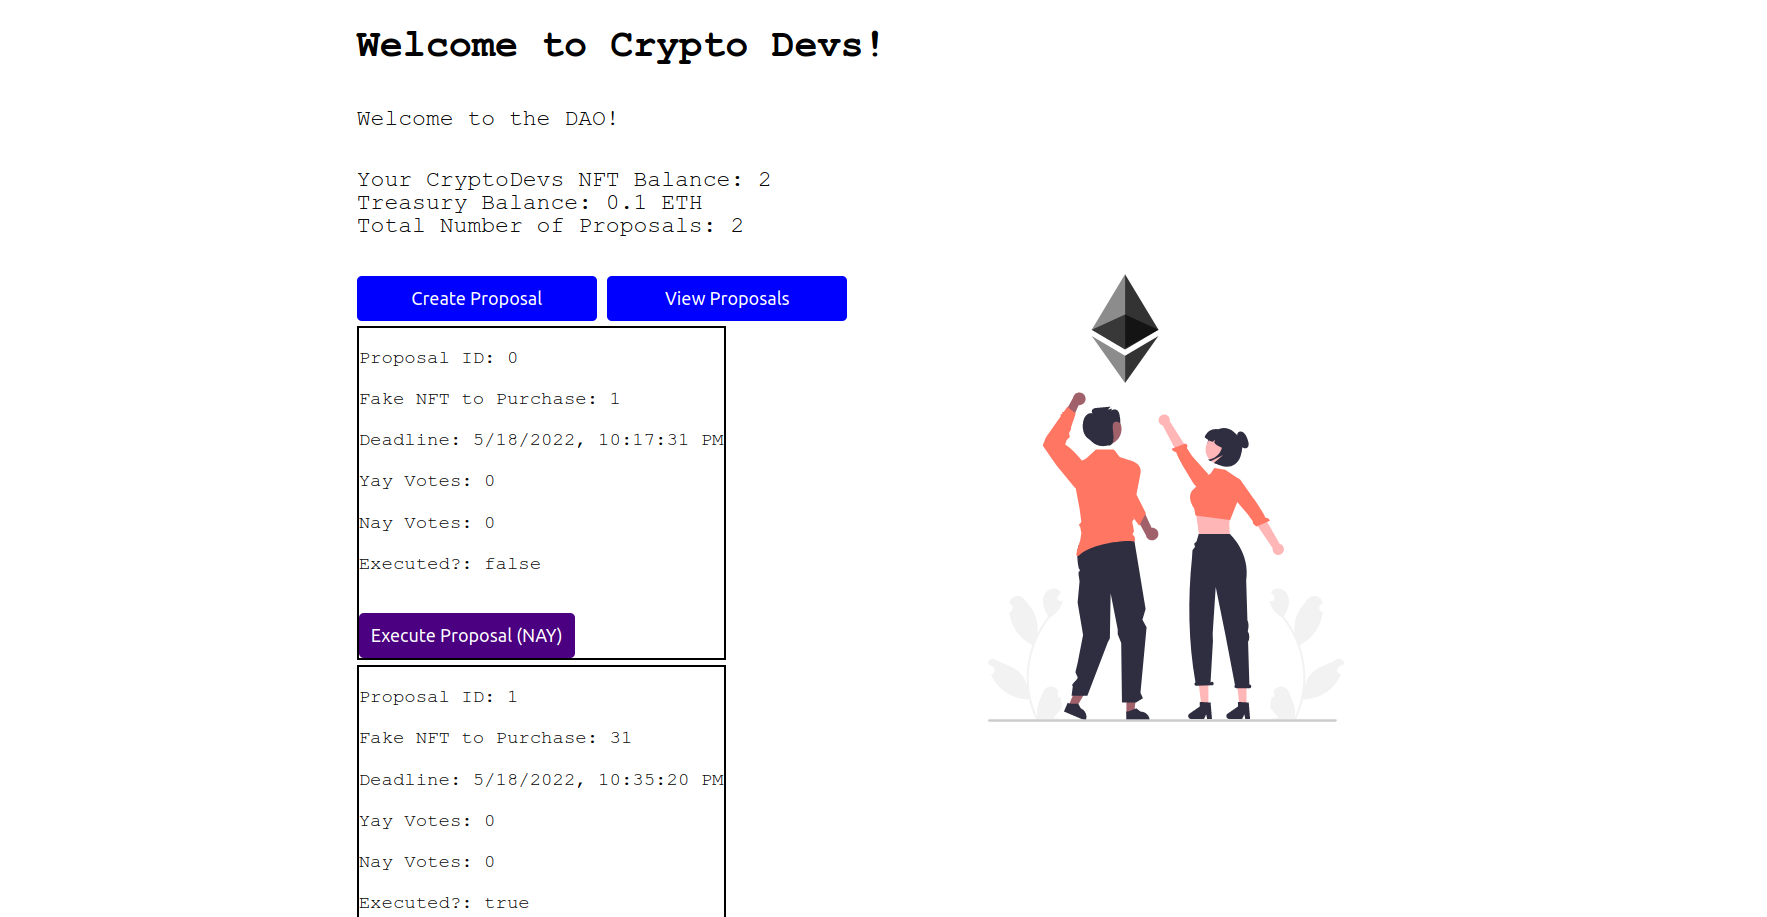 Welcome to Crypto Devs!
Welcome to the DAO!
Your CryptoDevs NFT Balance: 2
Treasury Balance: 0.1 ETH
Total Number of Proposals: 2
Create Proposal
View Proposals
Proposal ID: 0
Fake NFT to Purchase: 1
Deadline: 5/18/2022, 10:17:31 PM
Yay Votes: 0
Nay Votes: 0
Executed?: false
Execute Proposal (NAY)
Proposal ID: 1
Fake NFT to Purchase: 31
Deadline: 5/18/2022, 10:35:20 PM
Yay Votes: 0
Nay Votes: 0
Executed?: true